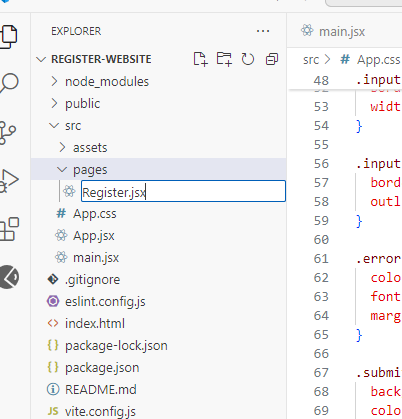 EXPLORER
REGISTER-WEBSITE
node_modules
public
src
assets
pages
Register.jsx
App.css
App.jsx
main.jsx
.gitignore
eslint.config.js
index.html
package-lock.json
package.json
README.md
vite.config.js
main.jsx
src > App.css
48 .input
53 widt
54 }
55
56 .input
57 bord
58 outl
59 }
60
61 .error
62 colo
63 font
64 marg
65 }
66
67 .submi
68 back
69 colo